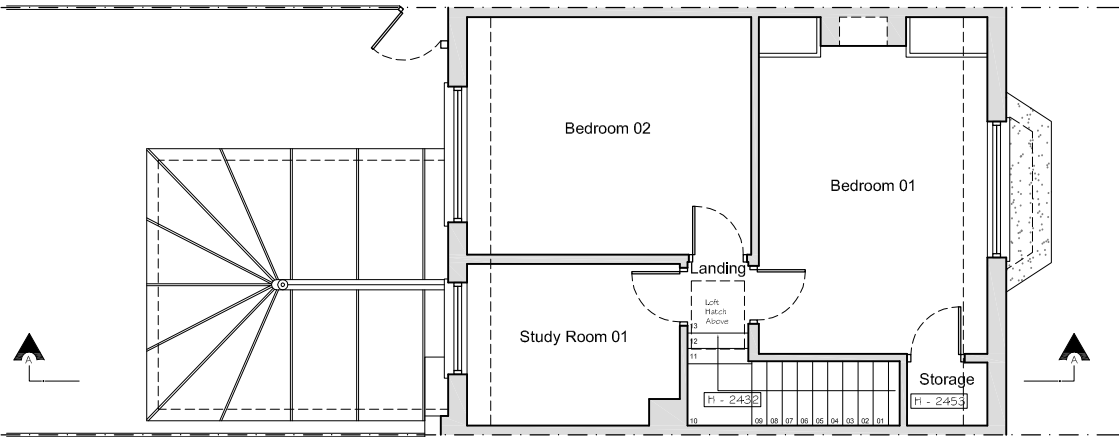 Bedroom 02
Bedroom 01
Landing
Loft
Hatch
Above
13
12
11
Study Room 01
A
A
Storage
H - 2432
H - 2453
10
09 08 07 06 05 04 03 02 01